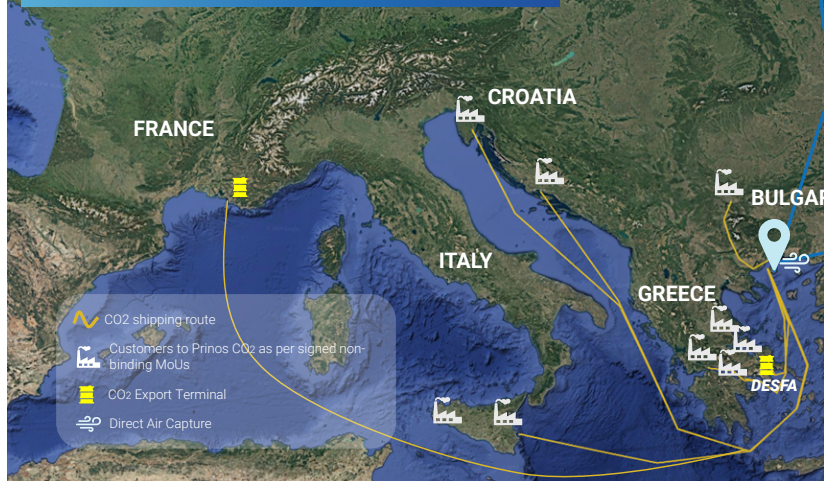 CROATIA
FRANCE
BULGAR
ITALY
GREECE
CO2 shipping route
Customers to Prinos CO2 as per signed non-
binding MoUs
CO2 Export Terminal
DESFA
Direct Air Capture